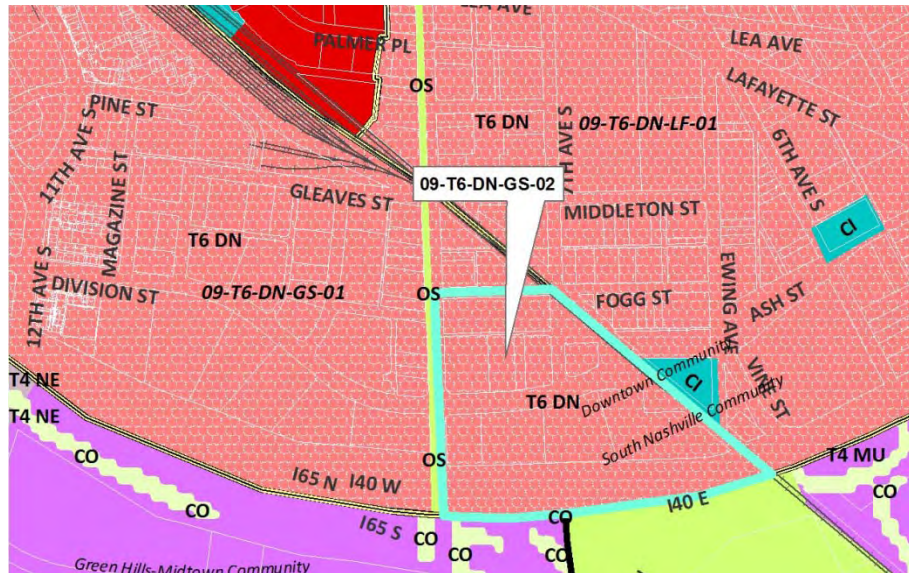 LEA AVE
PALMER PL
LEA AVE
OS
LAFAYETTE ST
PINE ST
T6 DN
7TH AVE S
09-T6-DN-LF-01
6TH AVE S
11TH AVE S
MAGAZINE ST
GLEAVES ST
09-T6-DN-GS-02
MIDDLETON ST
CI
T6 DN
12TH AVE S
DIVISION ST
09-T6-DN-GS-01
OS
FOGG ST
EWING AVE
ASH ST
Downtown Community
South Nashville Community
CI
VINE ST
T4 NE
T4 NE
T6 DN
CO
OS
T4 MU
I65 N I40 W
CO
I65 S
CO
I40 E
CO
CO
CO
CO
CO
Green Hills-Midtown Community